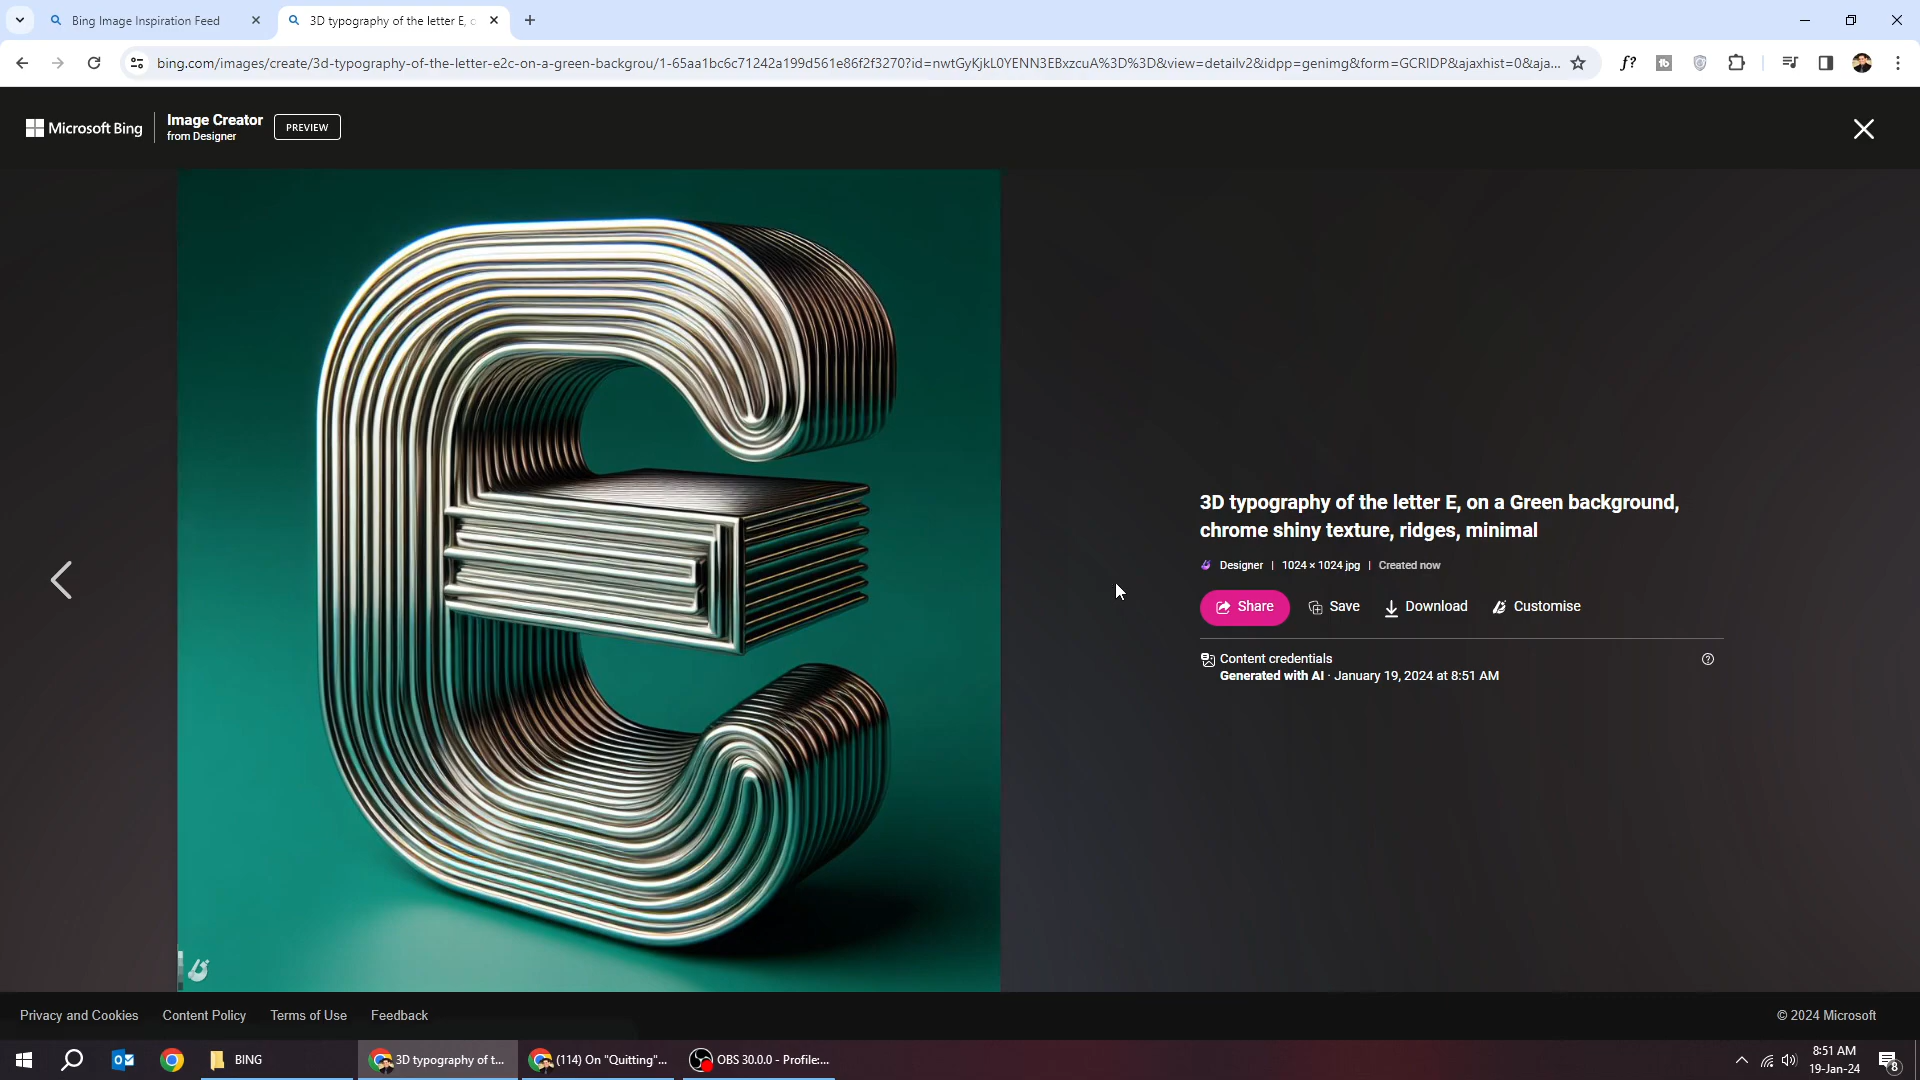 Bing Image Inspiration Feed
3D typography of the letter E, o
bing.com/images/create/3d-typography-of-the-letter-e2c-on-a-green-backgrou/1-65aa1bc6c71242a199d561e86f2f3270?id=nwtGyKjkL0YENN3EBxzcuA%3D%3D&view=detailv2&idpp=genimg&form=GCRIDP&ajaxhist=0&aja...
f?
Microsoft Bing
Image Creator
from Designer
PREVIEW
3D typography of the letter E, on a Green background,
chrome shiny texture, ridges, minimal
Designer | 1024 × 1024 jpg | Created now
Share Save Download Customise
Content credentials
Generated with AI · January 19, 2024 at 8:51 AM
E
Privacy and Cookies Content Policy Terms of Use Feedback
© 2024 Microsoft
BING
3D typography of t...
(114) On "Quitting"...
OBS 30.0.0 - Profile:...
8:51 AM
19-Jan-24
8